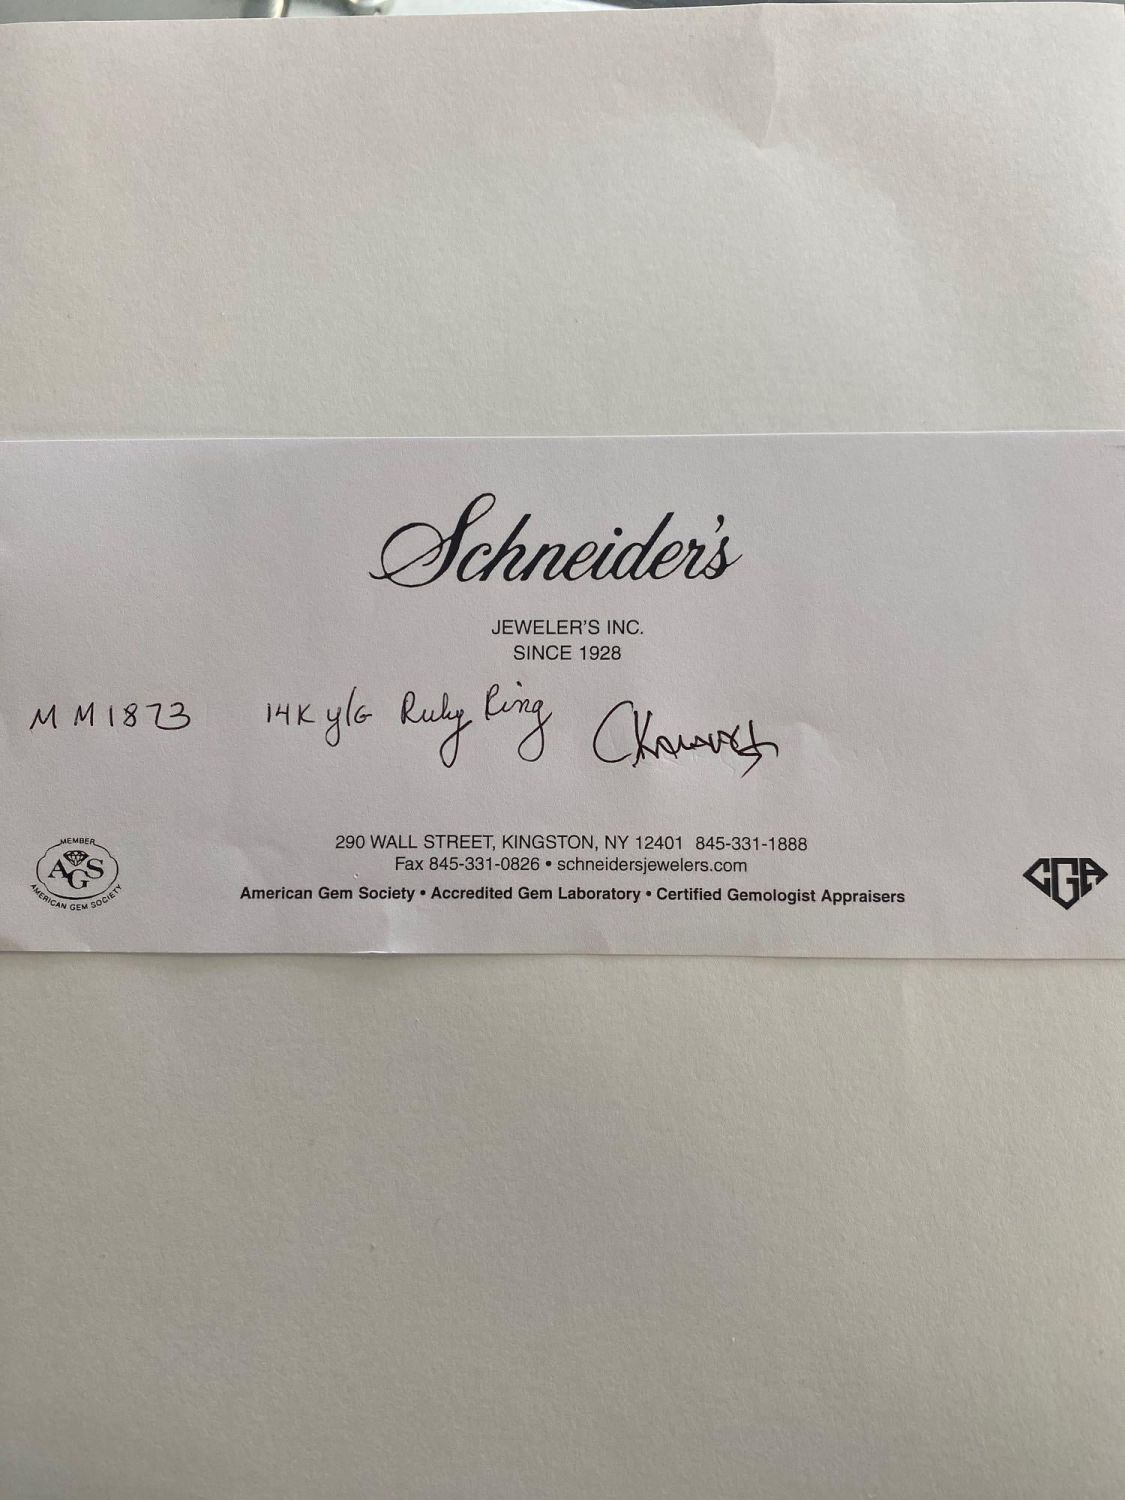 Schneider's
JEWELER'S INC.
SINCE 1928
MM1873 14K y/G Ruby Ring
290 WALL STREET, KINGSTON, NY 12401 845-331-1888
Fax 845-331-0826 • schneidersjewelers.com
American Gem Society • Accredited Gem Laboratory • Certified Gemologist Appraisers
MEMBER
AGS
AMERICAN GEM SOCIETY
CGA